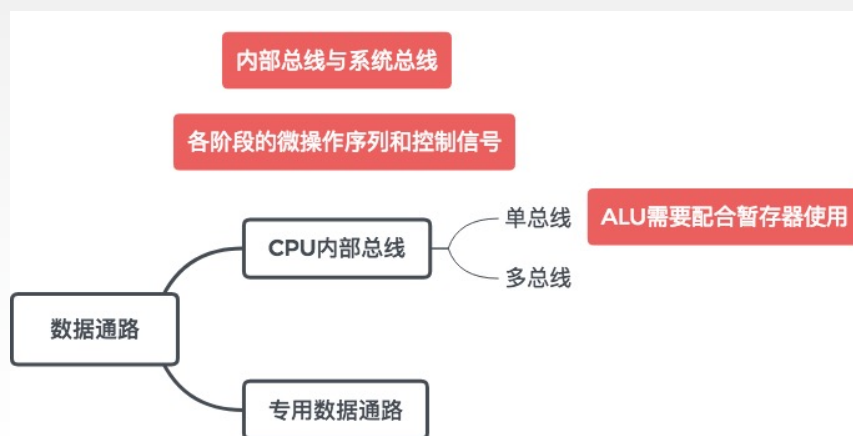 内部总线与系统总线
各阶段的微操作序列和控制信号
单总线
ALU需要配合暂存器使用
CPU内部总线
多总线
数据通路
专用数据通路